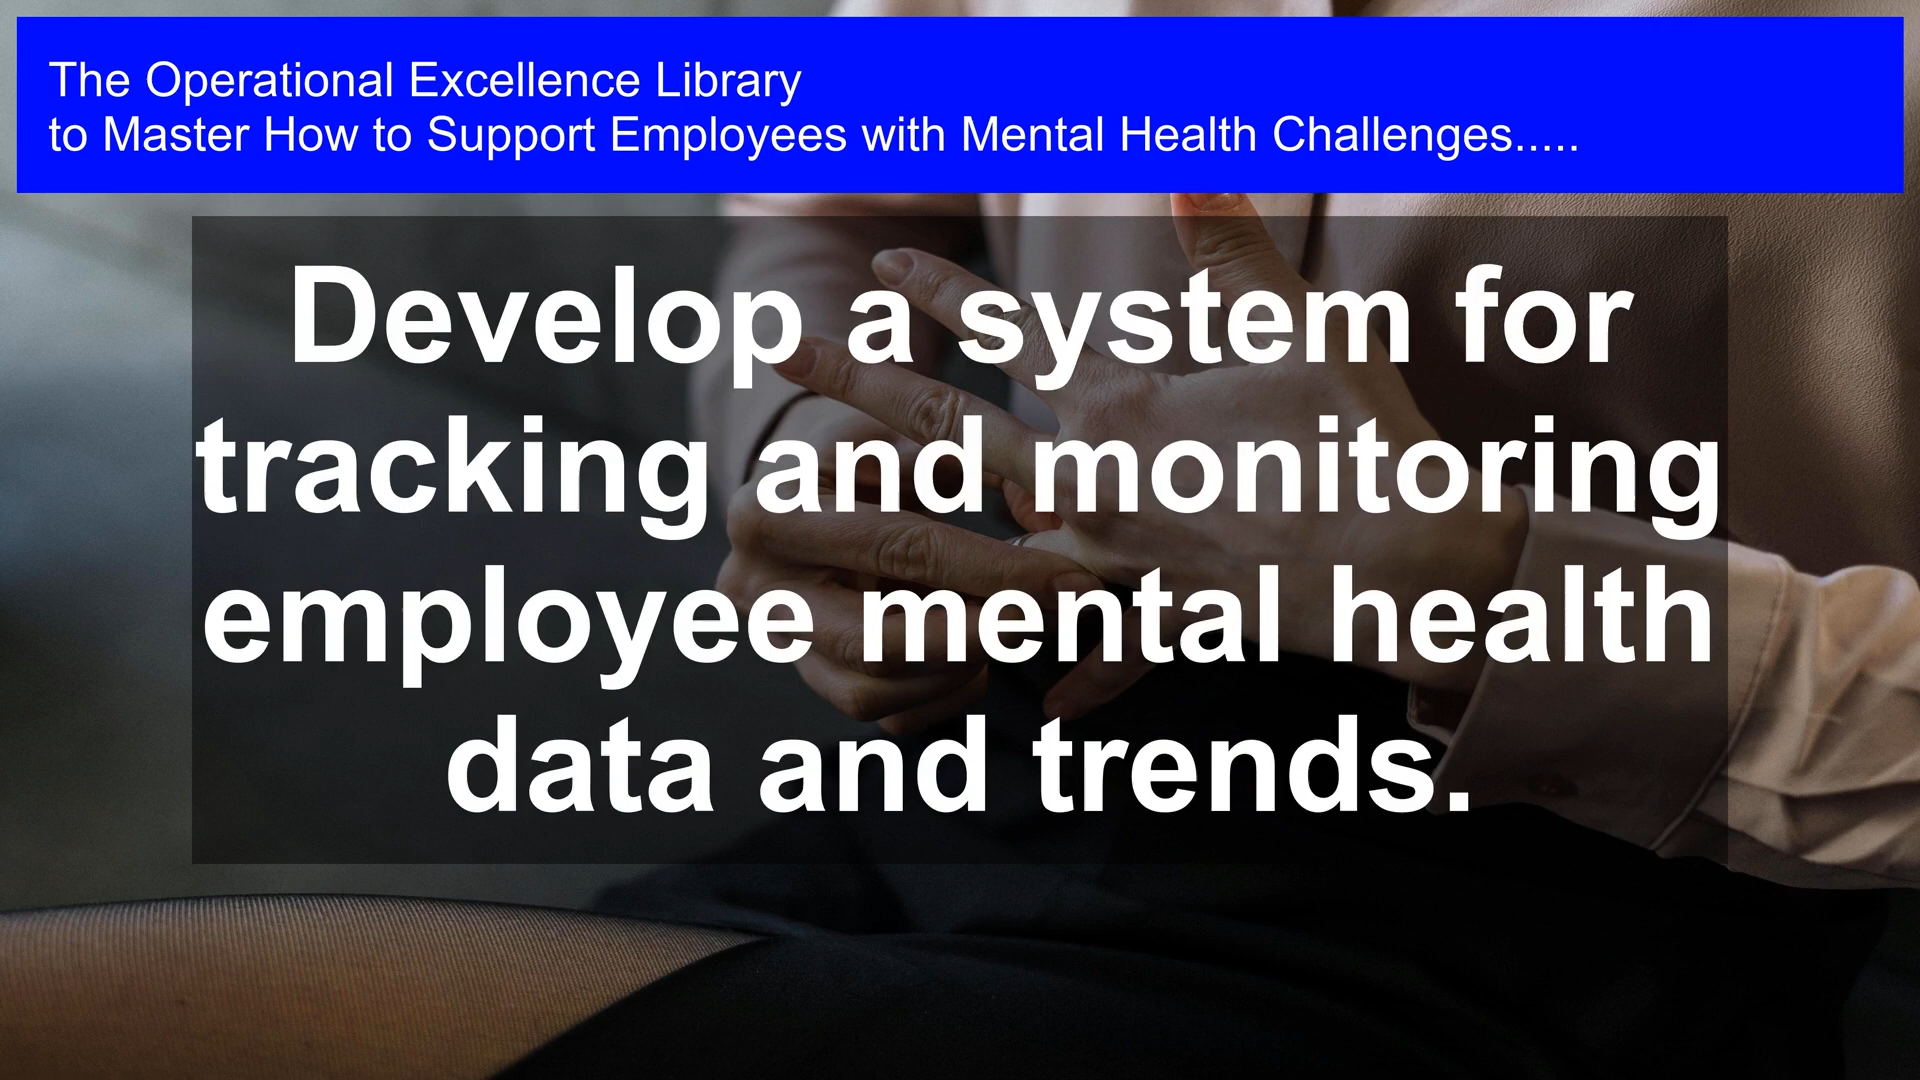 The Operational Excellence Library
to Master How to Support Employees with Mental Health Challenges.....
Develop a system for
tracking and monitoring
employee mental health
data and trends.